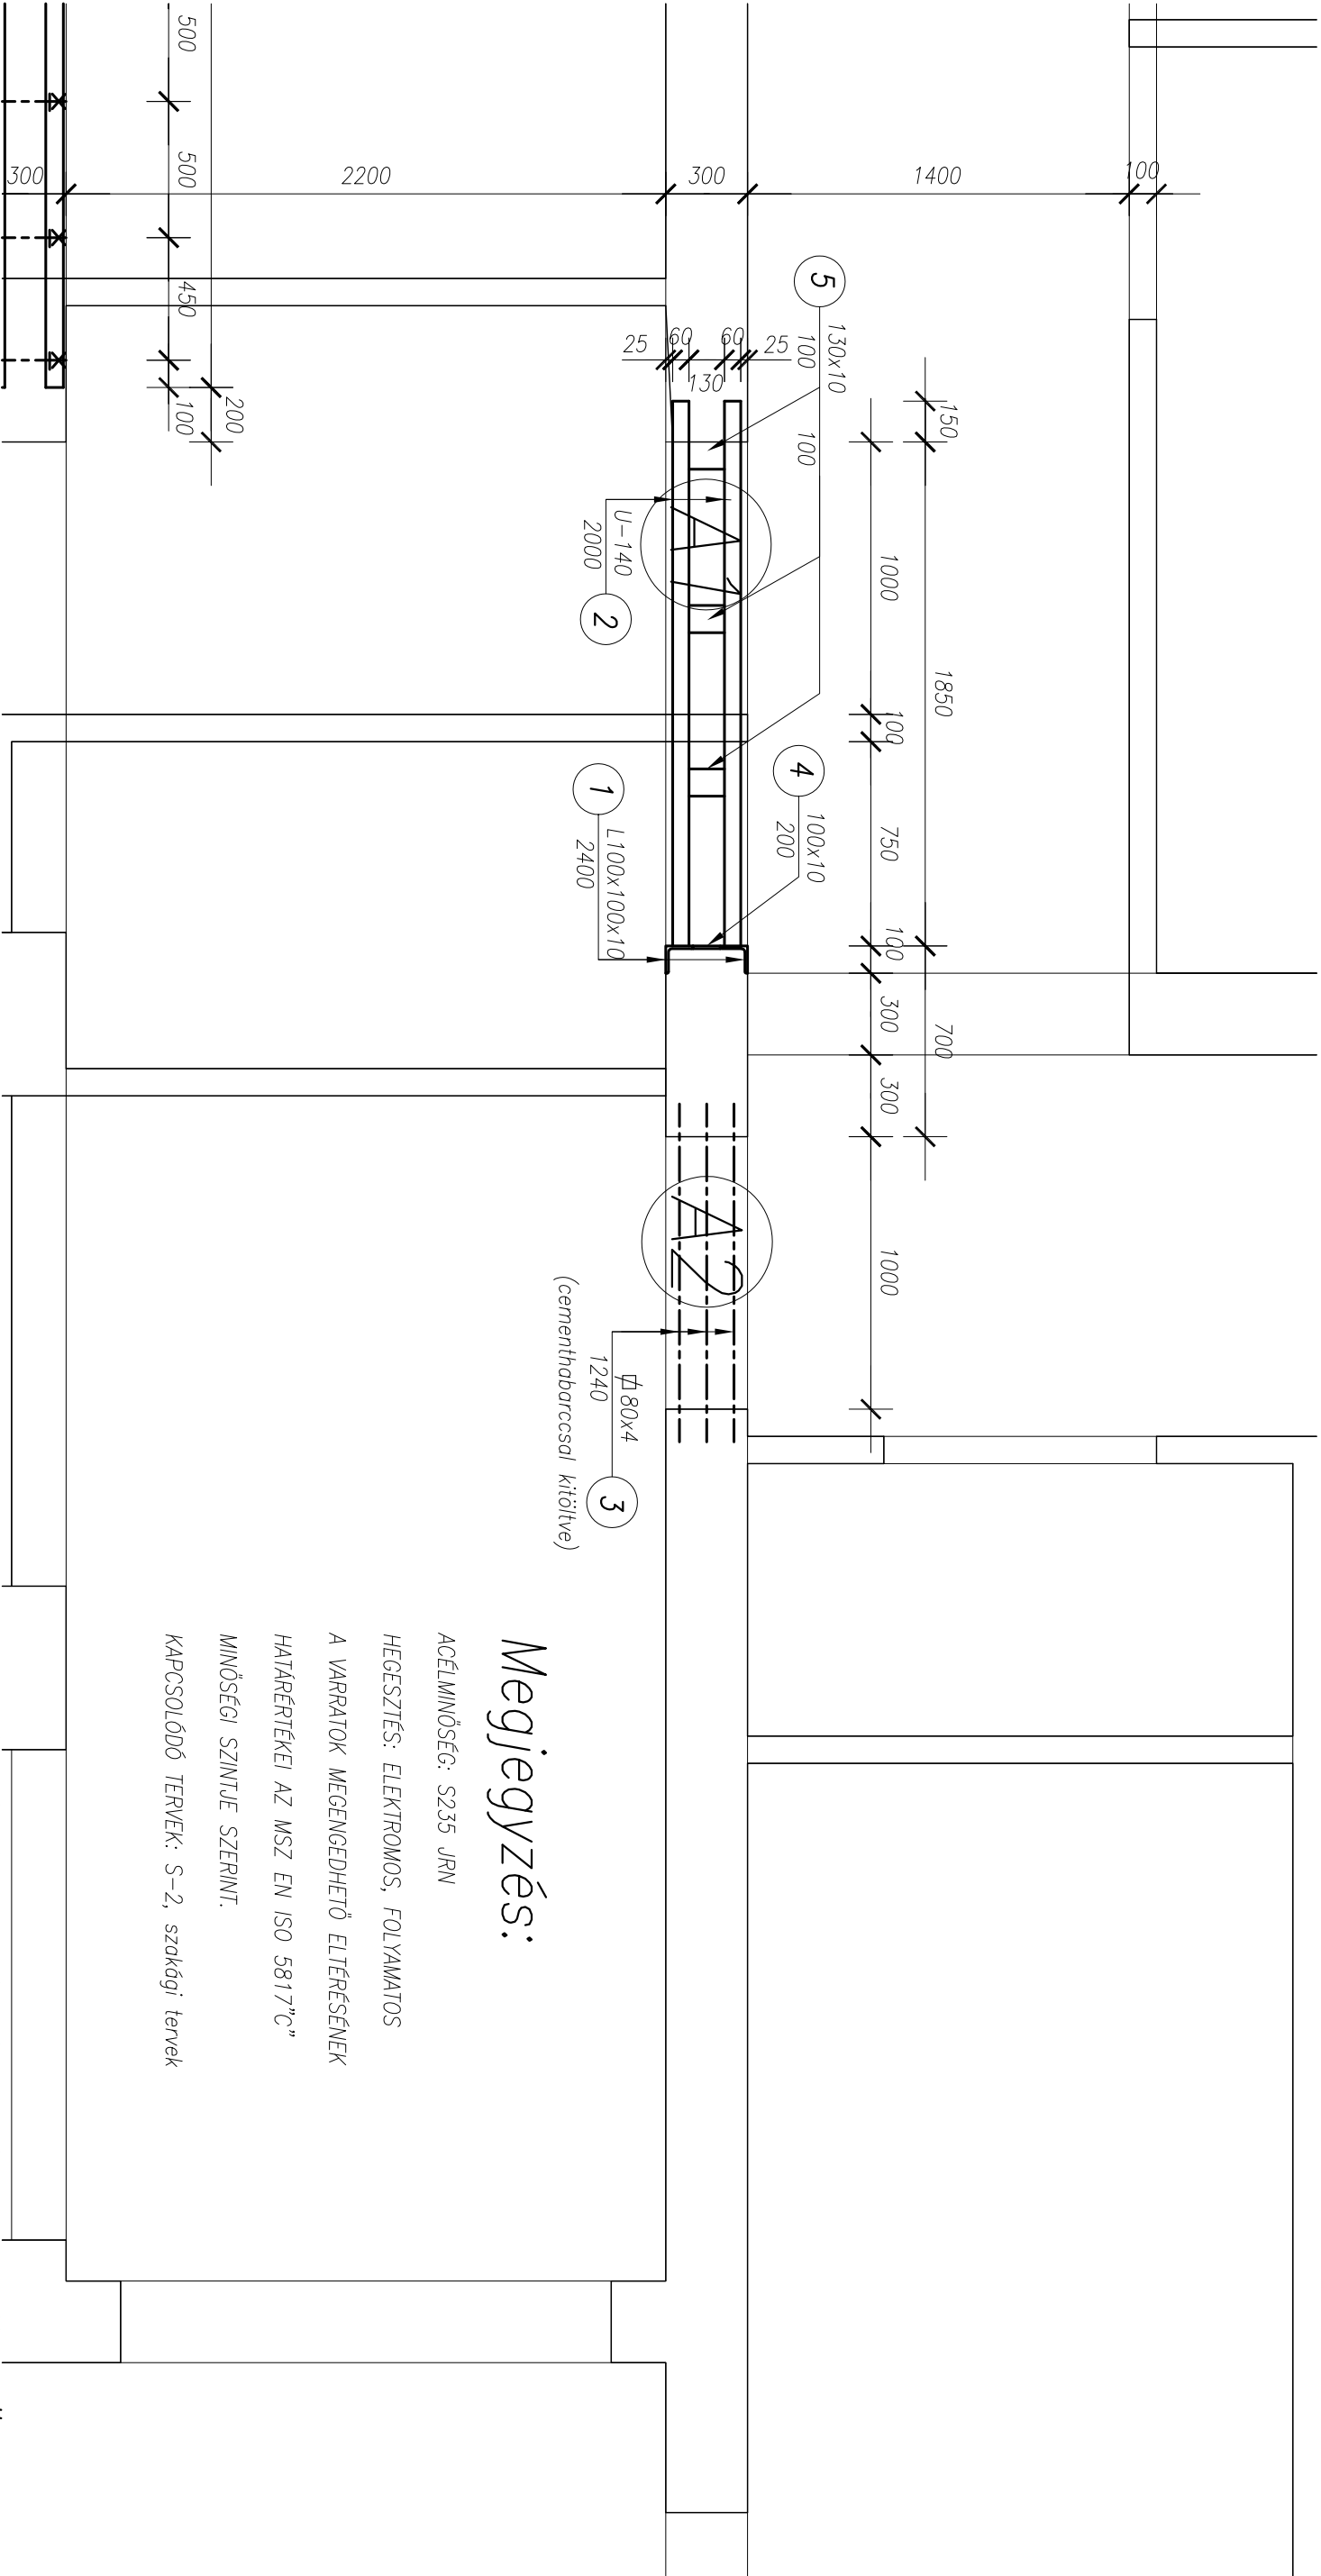 500
500
450
100
200
300
2200
300
1400
100
25
60
130
60
25
5
130x10
100
100
150
1000
1850
100
750
100
300
700
300
1000
A1
U-140
2000
2
4
100x10
200
1
L100x100x10
2400
A2
80x4
1240
3
(cementhabarccsal kitöltve)
Megjegyzés:
ACÉLMINŐSÉG: S235 JRN
HEGESZTÉS: ELEKTROMOS, FOLYAMATOS
A VARRATOK MEGENGEDHETŐ ELTÉRÉSÉNEK
HATÁRÉRTÉKEI AZ MSZ EN ISO 5817"C"
MINŐSÉGI SZINTJE SZERINT.
KAPCSOLÓDÓ TERVEK: S-2, szakági tervek